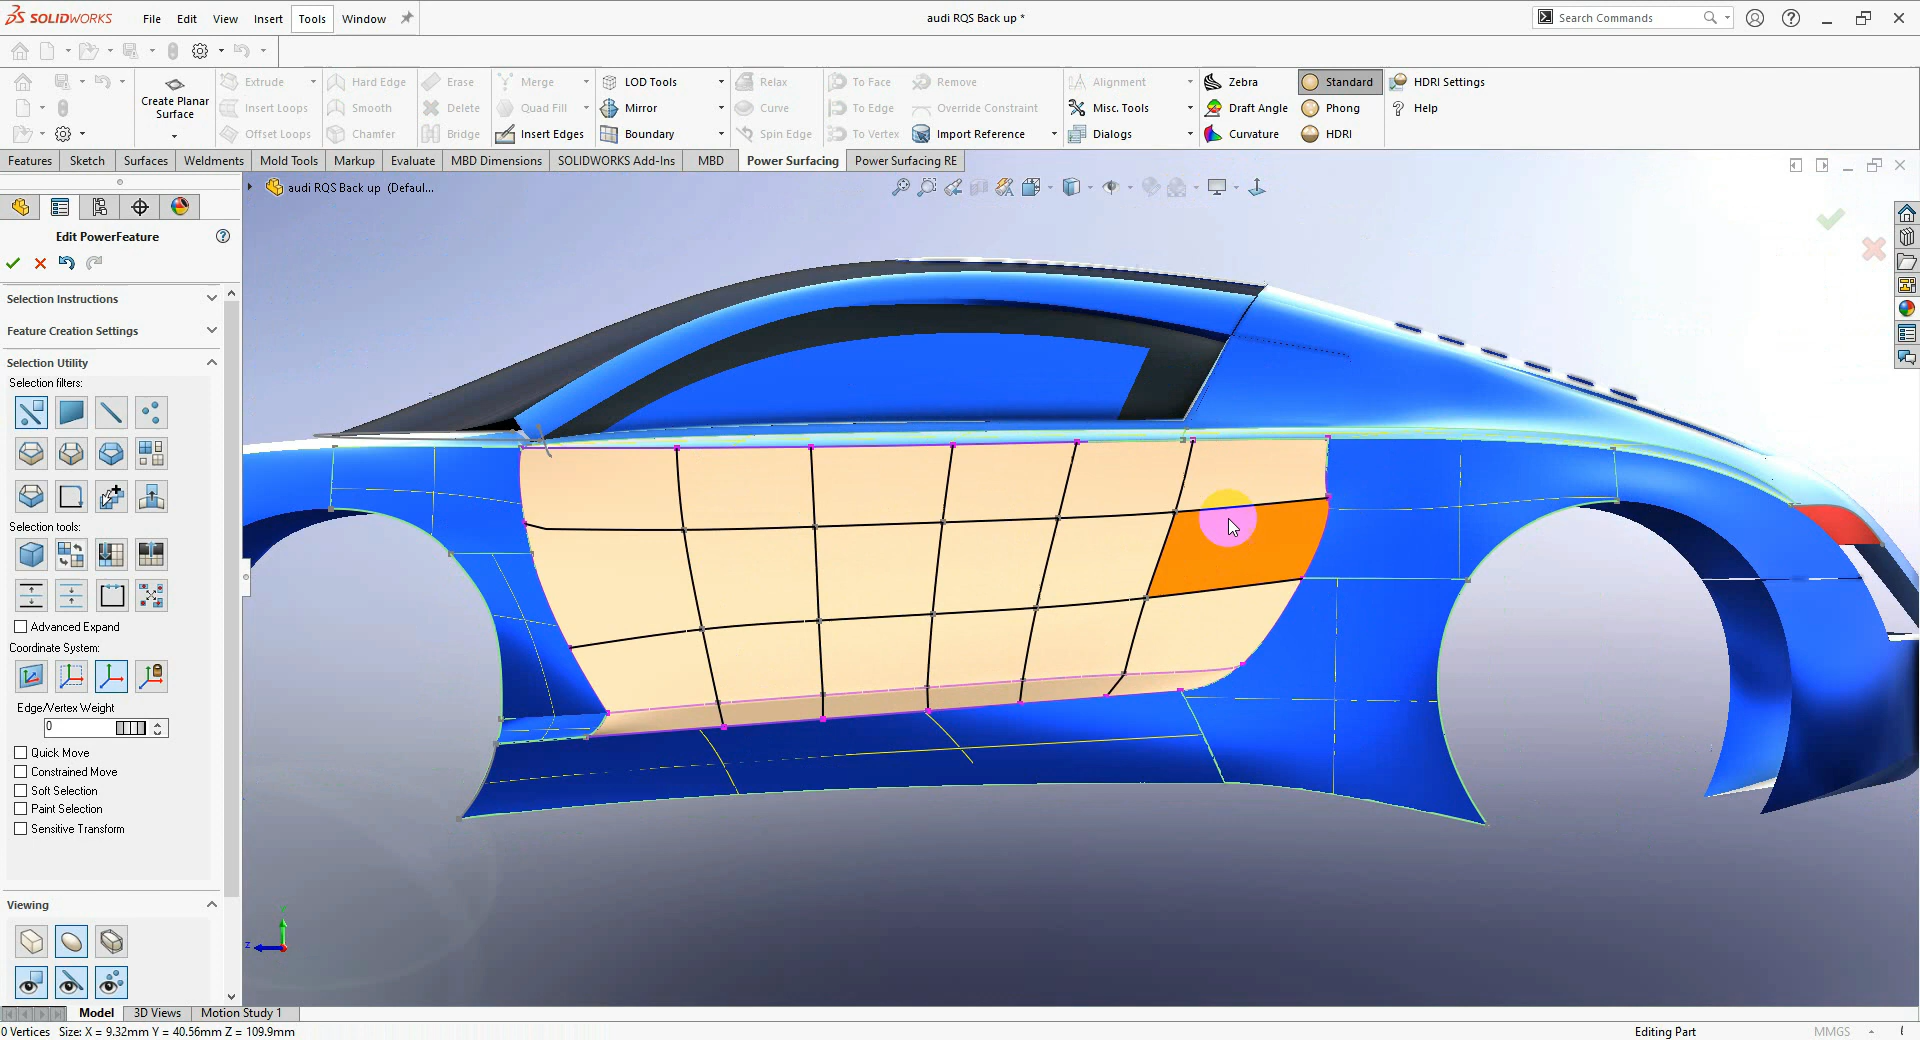 SOLIDWORKS File Edit View Insert Tools Window audi RQS Back up * Search Commands
Extrude Hard Edge Erase Merge LOD Tools Relax To Face Remove Alignment Zebra Standard HDRI Settings
Create Planar Surface Insert Loops Smooth Delete Quad Fill Mirror Curve To Edge Override Constraint Misc. Tools Draft Angle Phong Help
Offset Loops Chamfer Bridge Insert Edges Boundary Spin Edge To Vertex Import Reference Dialogs Curvature HDRI
Features Sketch Surfaces Weldments Mold Tools Markup Evaluate MBD Dimensions SOLIDWORKS Add-Ins MBD Power Surfacing Power Surfacing RE
audi RQS Back up (Defaul...
Edit PowerFeature
Selection Instructions
Feature Creation Settings
Selection Utility
Selection filters:
Selection tools:
Advanced Expand
Coordinate System:
Edge/Vertex Weight
0
Quick Move
Constrained Move
Soft Selection
Paint Selection
Sensitive Transform
Viewing
Z
Model 3D Views Motion Study 1
0 Vertices Size: X = 9.32mm Y = 40.56mm Z = 109.9mm Editing Part MMGS